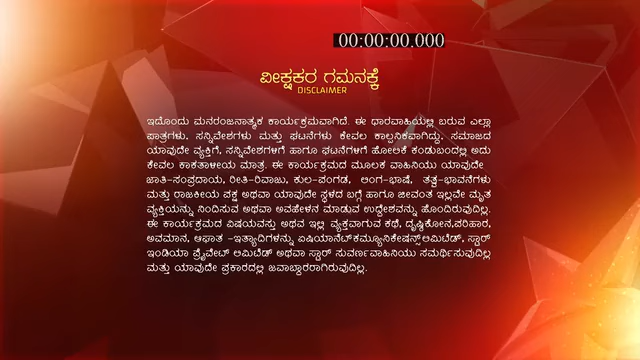 00:00:00.000
ವೀಕ್ಷಕರ ಗಮನಕ್ಕೆ
DISCLAIMER
ಇದೊಂದು ಮನರಂಜನಾತ್ಮಕ ಕಾರ್ಯಕ್ರಮವಾಗಿದೆ. ಈ ಧಾರವಾಹಿಯಲ್ಲಿ ಬರುವ ಎಲ್ಲಾ
ಪಾತ್ರಗಳು, ಸನ್ನಿವೇಶಗಳು ಮತ್ತು ಘಟನೆಗಳು ಕೇವಲ ಕಾಲ್ಪನಿಕವಾಗಿದ್ದು, ಸಮಾಜದ
ಯಾವುದೇ ವ್ಯಕ್ತಿಗೆ, ಸನ್ನಿವೇಶಗಳಿಗೆ ಹಾಗೂ ಘಟನೆಗಳಿಗೆ ಹೋಲಿಕೆ ಕಂಡುಬಂದಲ್ಲಿ ಅದು
ಕೇವಲ ಕಾಕತಾಳೀಯ ಮಾತ್ರ. ಈ ಕಾರ್ಯಕ್ರಮದ ಮೂಲಕ ವಾಹಿನಿಯು ಯಾವುದೇ
ಜಾತಿ-ಸಂಪ್ರದಾಯ, ರೀತಿ-ರಿವಾಜು, ಕುಲ-ಪಂಗಡ, ಲಿಂಗ-ಭಾಷೆ, ತತ್ವ-ಭಾವನೆಗಳು
ಮತ್ತು ರಾಜಕೀಯ ಪಕ್ಷ ಅಥವಾ ಯಾವುದೇ ಸ್ಥಳದ ಬಗ್ಗೆ ಹಾಗೂ ಜೀವಂತ ಇಲ್ಲವೇ ಮೃತ
ವ್ಯಕ್ತಿಯನ್ನು ನಿಂದಿಸುವ ಅಥವಾ ಅವಹೇಳನ ಮಾಡುವ ಉದ್ದೇಶವನ್ನು ಹೊಂದಿರುವುದಿಲ್ಲ.
ಈ ಕಾರ್ಯಕ್ರಮದ ವಿಷಯವಸ್ತು ಅಥವ ಇಲ್ಲಿ ವ್ಯಕ್ತವಾಗುವ ಕಥೆ, ದೃಷ್ಠಿಕೋನ,ಪರಿಹಾರ,
ಅವಮಾನ, ಆಘಾತ -ಇತ್ಯಾದಿಗಳನ್ನು ಏಷಿಯಾನೆಟ್‌ಕಮ್ಯೂನಿಕೇಷನ್ಸ್‌ಲಿಮಿಟೆಡ್, ಸ್ಟಾರ್
ಇಂಡಿಯಾ ಪ್ರೈವೇಟ್ ಲಿಮಿಟೆಡ್ ಅಥವಾ ಸ್ಟಾರ್ ಸುವರ್ಣವಾಹಿನಿಯು ಸಮರ್ಥಿಸುವುದಿಲ್ಲ
ಮತ್ತು ಯಾವುದೇ ಪ್ರಕಾರದಲ್ಲಿ ಜವಾಬ್ದಾರರಾಗಿರುವುದಿಲ್ಲ.